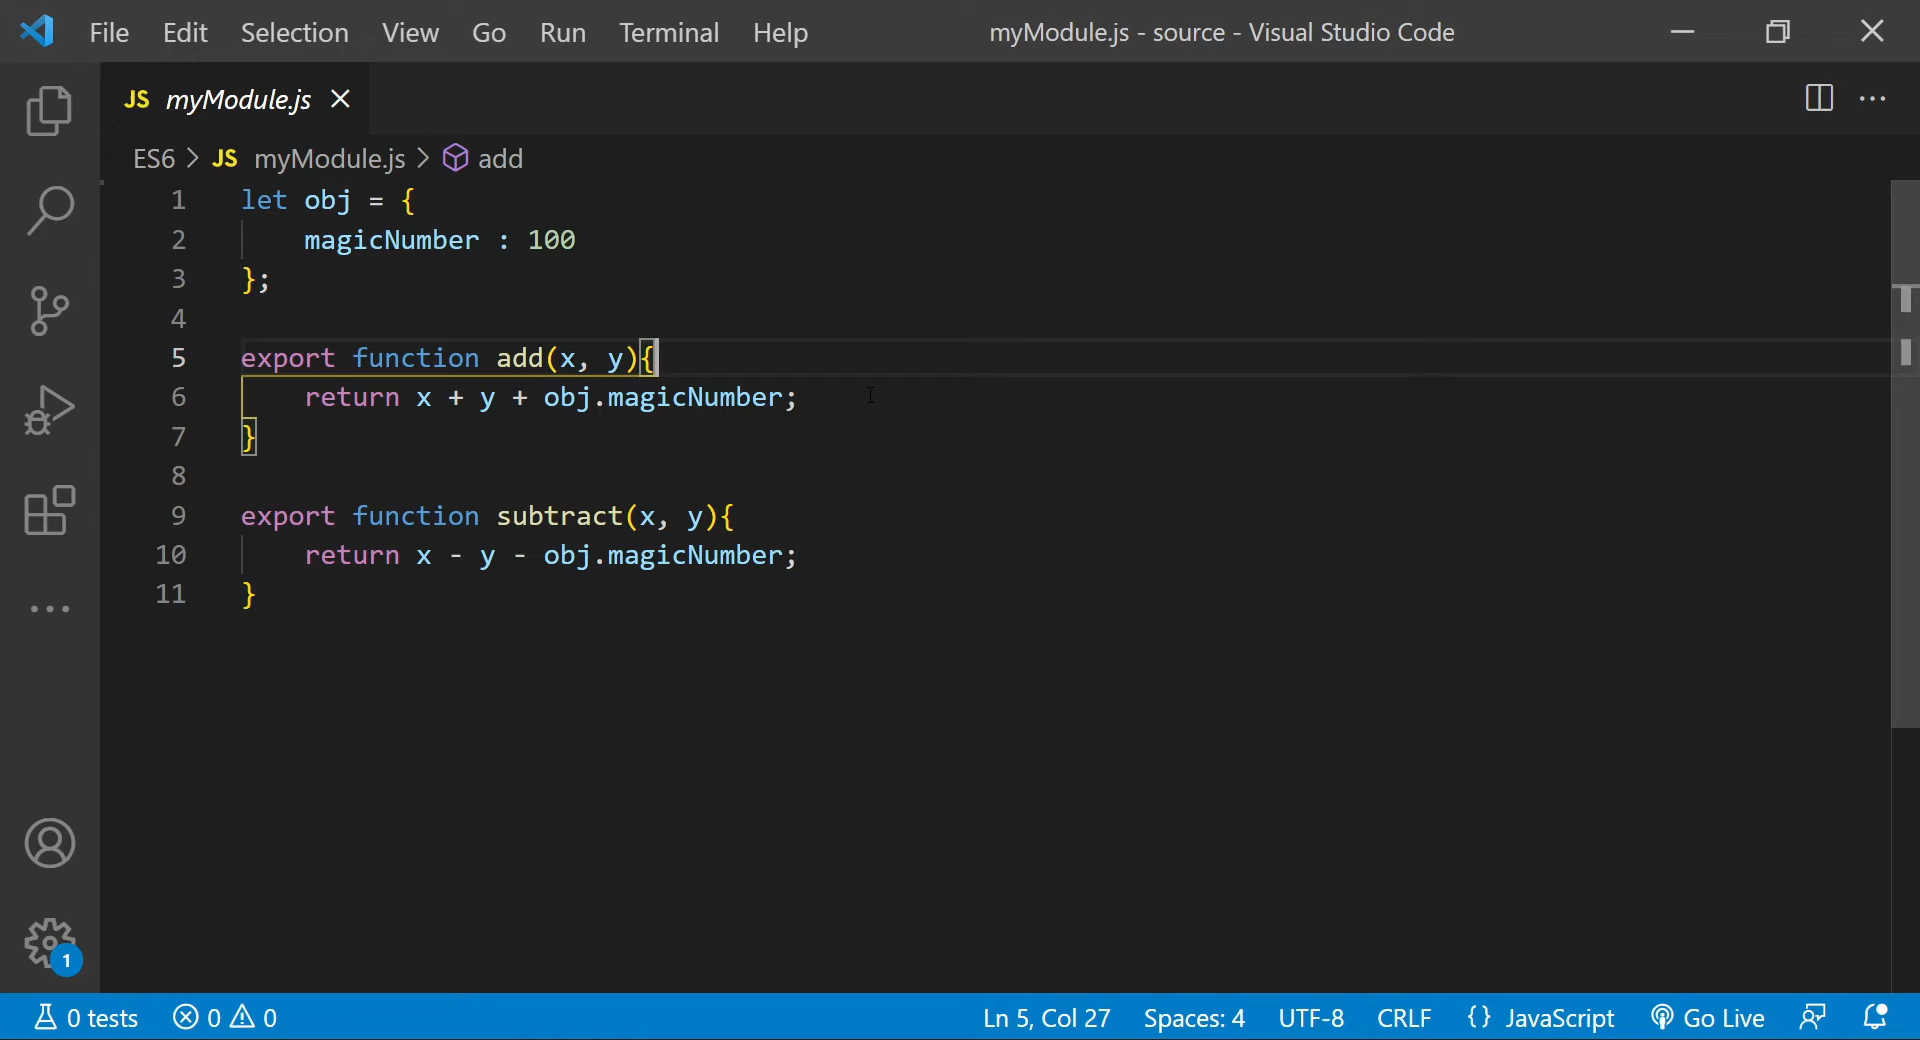 File Edit Selection View Go Run Terminal Help myModule.js - source - Visual Studio Code
JS myModule.js
ES6 > JS myModule.js > add
1 let obj = {
2     magicNumber : 100
3 };
4
5 export function add(x, y){
6     return x + y + obj.magicNumber;
7 }
8
9 export function subtract(x, y){
10     return x - y - obj.magicNumber;
11 }
1
0 tests 0 0 Ln 5, Col 27 Spaces: 4 UTF-8 CRLF {} JavaScript Go Live